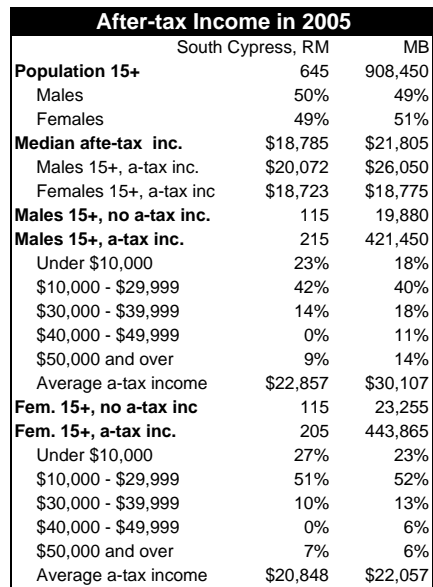 After-tax Income in 2005
South Cypress, RM MB
Population 15+ 645 908,450
Males 50% 49%
Females 49% 51%
Median afte-tax inc. $18,785 $21,805
Males 15+, a-tax inc. $20,072 $26,050
Females 15+, a-tax inc $18,723 $18,775
Males 15+, no a-tax inc. 115 19,880
Males 15+, a-tax inc. 215 421,450
Under $10,000 23% 18%
$10,000 - $29,999 42% 40%
$30,000 - $39,999 14% 18%
$40,000 - $49,999 0% 11%
$50,000 and over 9% 14%
Average a-tax income $22,857 $30,107
Fem. 15+, no a-tax inc 115 23,255
Fem. 15+, a-tax inc. 205 443,865
Under $10,000 27% 23%
$10,000 - $29,999 51% 52%
$30,000 - $39,999 10% 13%
$40,000 - $49,999 0% 6%
$50,000 and over 7% 6%
Average a-tax income $20,848 $22,057